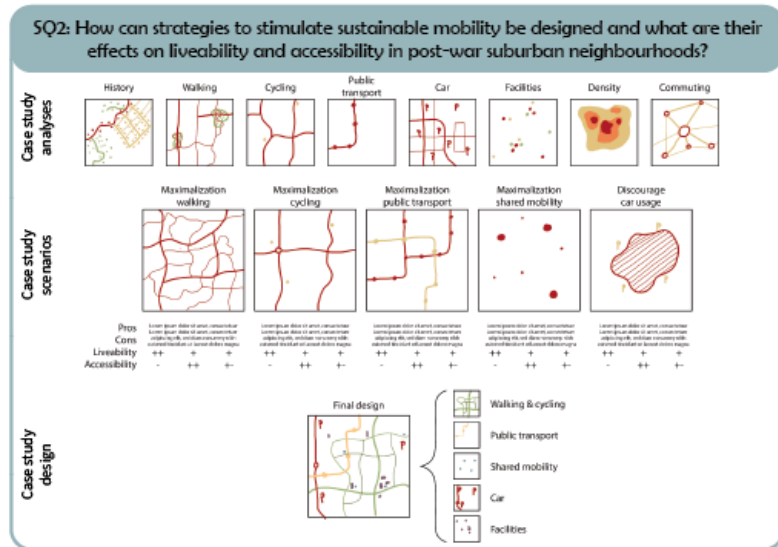 SQ2: How can strategies to stimulate sustainable mobility be designed and what are their
effects on liveability and accessibility in post-war suburban neighbourhoods?
Case study
analyses
History
Walking
Cycling
Public
transport
Car
Facilities
Density
Commuting
Case study
scenarios
Maximalization
walking
Maximalization
cycling
Maximalization
public transport
Maximalization
shared mobility
Discourage
car usage
Pros
Cons
Liveability ++ + + ++ + + ++ + + ++ + + ++ + +
Accessibility - ++ +- - ++ +- - ++ +- - ++ +- - ++ +-
Case study
design
Final design
Walking & cycling
Public transport
Shared mobility
Car
Facilities